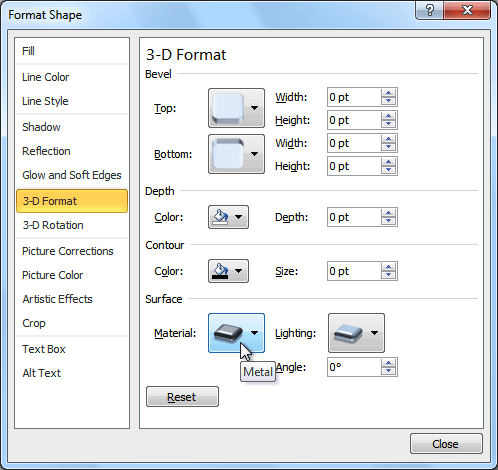 Format Shape
?
Fill
Line Color
Line Style
Shadow
Reflection
Glow and Soft Edges
3-D Format
3-D Rotation
Picture Corrections
Picture Color
Artistic Effects
Crop
Text Box
Alt Text
3-D Format
Bevel
Top:
Width: 0 pt
Height: 0 pt
Bottom:
Width: 0 pt
Height: 0 pt
Depth
Color:
Depth: 0 pt
Contour
Color:
Size: 0 pt
Surface
Material:
Lighting:
Metal
Angle: 0°
Reset
Close